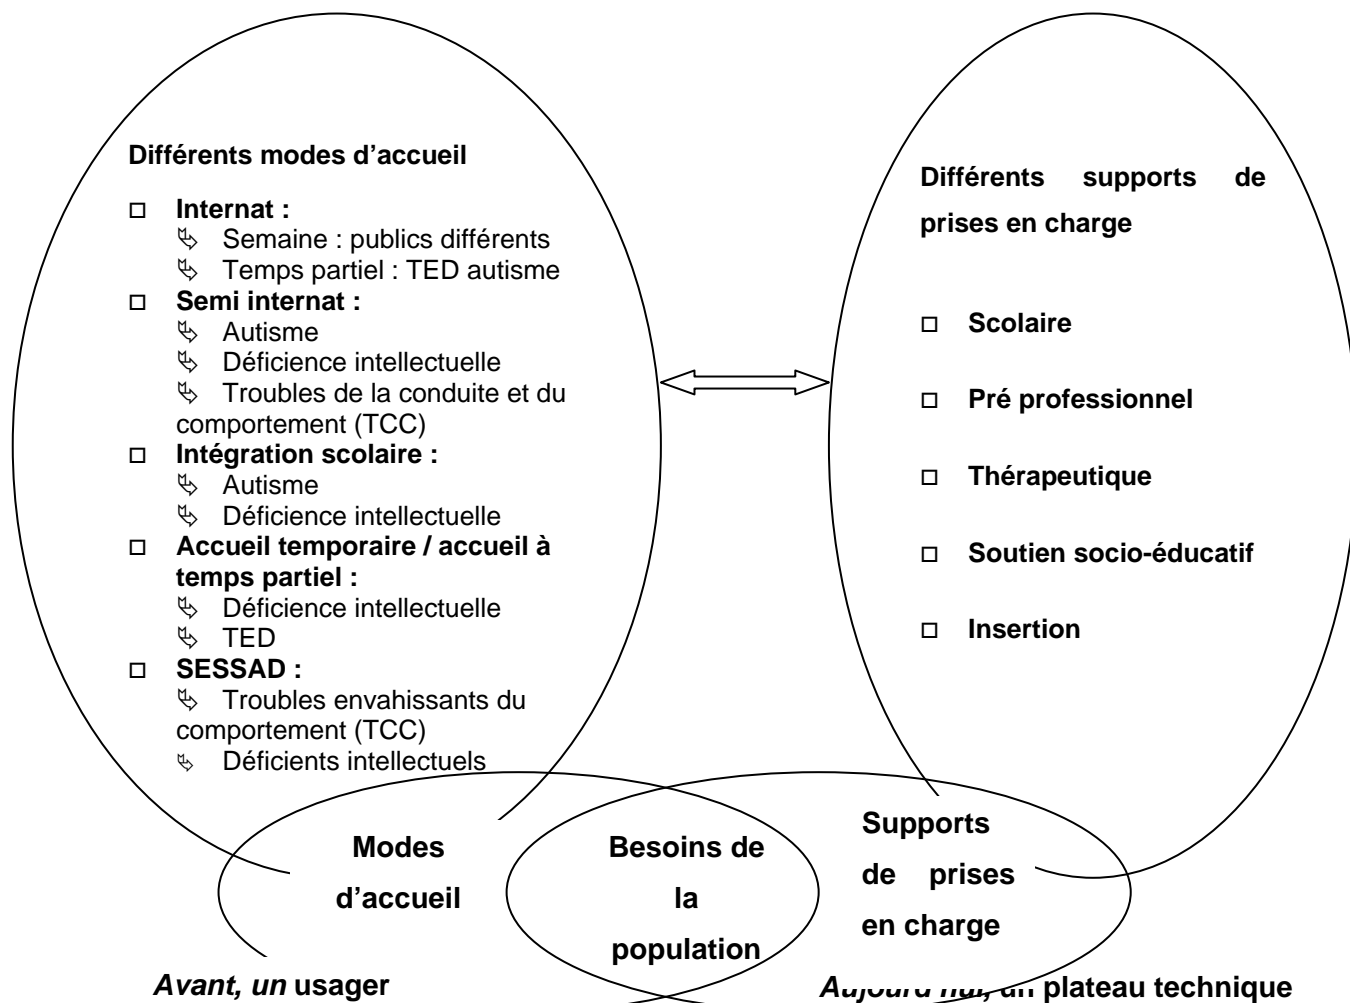 Différents modes d'accueil
□ Internat :
Semaine : publics différents
Temps partiel : TED autisme
□ Semi internat :
Autisme
Déficience intellectuelle
Troubles de la conduite et du
comportement (TCC)
□ Intégration scolaire :
Autisme
Déficience intellectuelle
□ Accueil temporaire / accueil à
temps partiel :
Déficience intellectuelle
TED
□ SESSAD :
Troubles envahissants du
comportement (TCC)
Déficients intellectuels
Différents supports de
prises en charge
□ Scolaire
□ Pré professionnel
□ Thérapeutique
□ Soutien socio-éducatif
□ Insertion
Modes
d'accueil
Besoins de
la
population
Supports
de prises
en charge
Avant, un usager
Aujourd'hui, un plateau technique